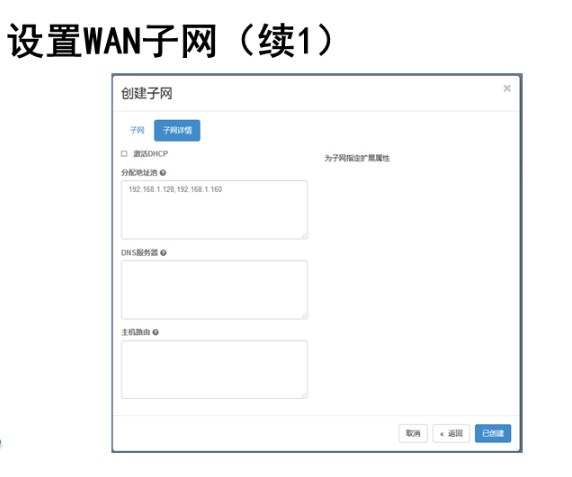 设置WAN子网（续1）
创建子网
×
子网 子网详情
激活DHCP
为子网指定扩展属性
分配地址池
192.168.1.128,192.168.1.160
DNS服务器
主机路由
取消 « 返回 已创建